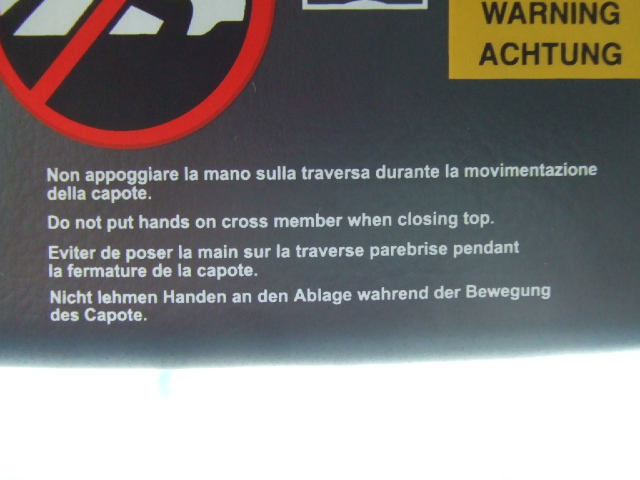 WARNING
ACHTUNG
Non appoggiare la mano sulla traversa durante la movimentazione
della capote.
Do not put hands on cross member when closing top.
Eviter de poser la main sur la traverse parebrise pendant
la fermature de la capote.
Nicht lehmen Handen an den Ablage wahrend der Bewegung
des Capote.